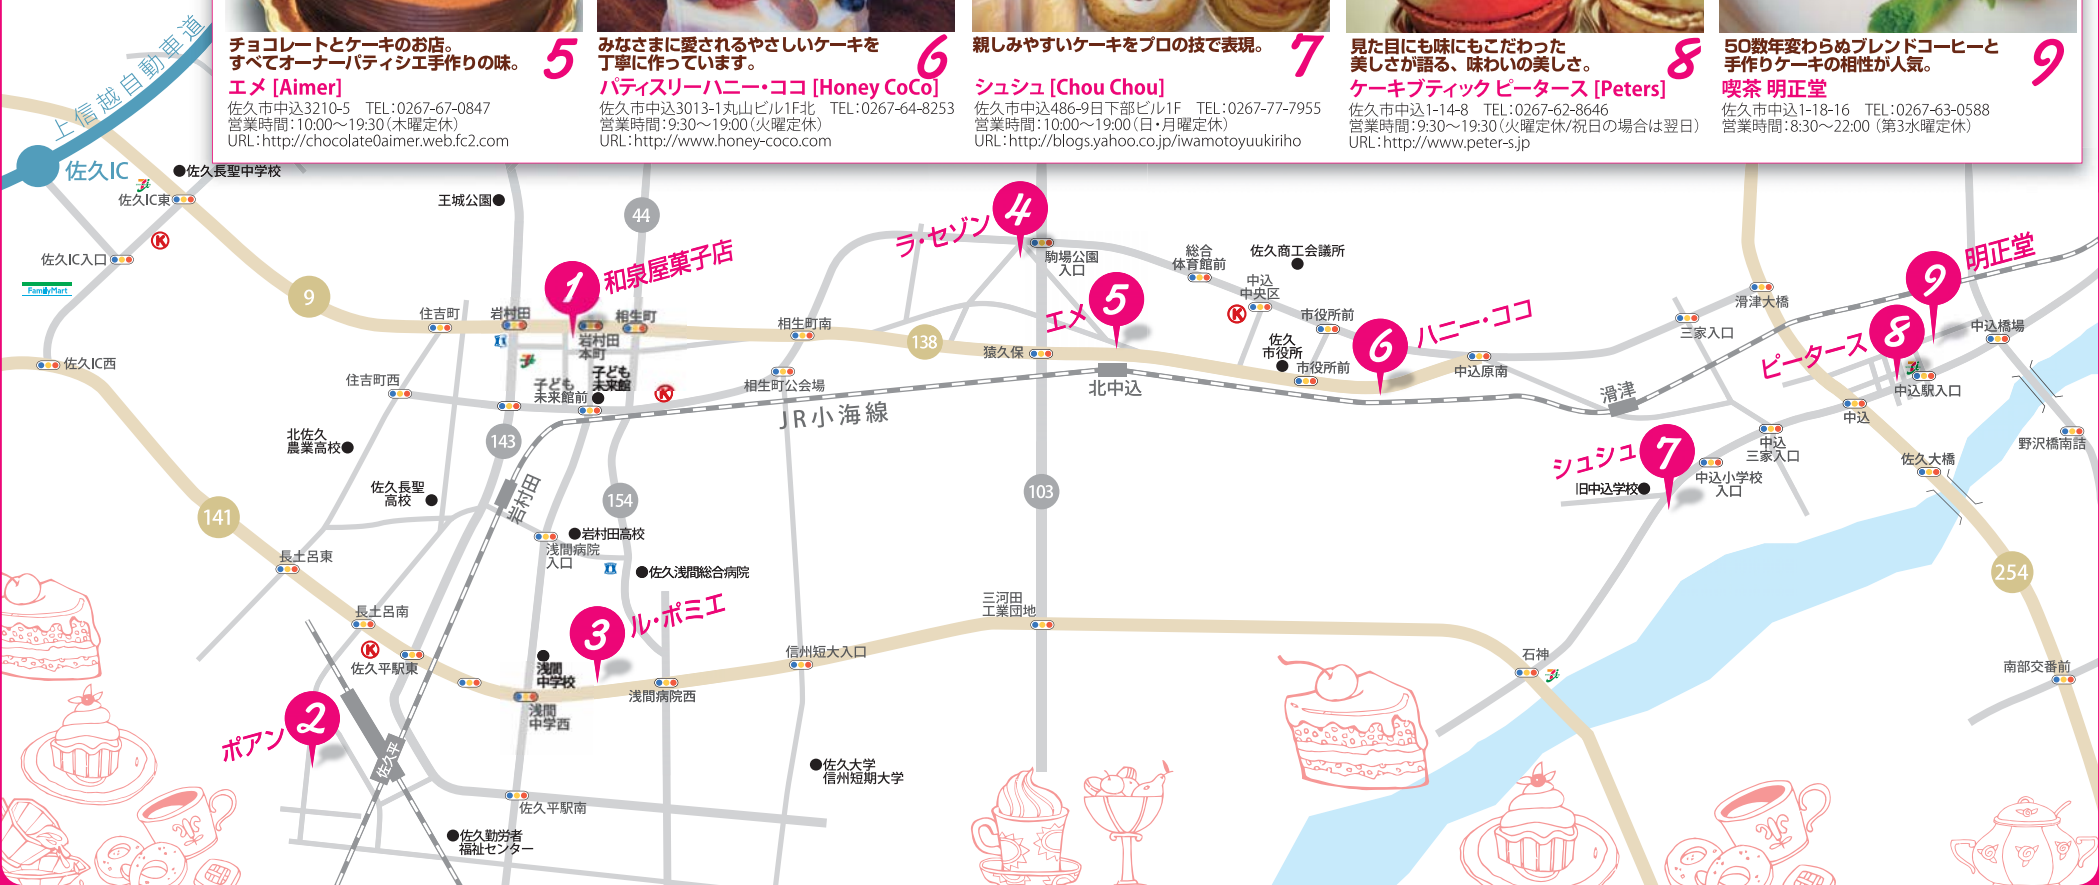 チョコレートとケーキのお店。
すべてオーナーパティシエ手作りの味。
5
エメ [Aimer]
佐久市中込3210-5 TEL:0267-67-0847
営業時間:10:00〜19:30(木曜定休)
URL:http://chocolate0aimer.web.fc2.com
みなさまに愛されるやさしいケーキを
丁寧に作っています。
6
パティスリーハニー・ココ [Honey CoCo]
佐久市中込3013-1丸山ビル1F北 TEL:0267-64-8253
営業時間:9:30〜19:00(火曜定休)
URL:http://www.honey-coco.com
親しみやすいケーキをプロの技で表現。
7
シュシュ [Chou Chou]
佐久市中込486-9日下部ビル1F TEL:0267-77-7955
営業時間:10:00〜19:00(日・月曜定休)
URL:http://blogs.yahoo.co.jp/iwamotoyuukiriho
見た目にも味にもこだわった
美しさが語る、味わいの美しさ。
8
ケーキブティック ピータース [Peters]
佐久市中込1-14-8 TEL:0267-62-8646
営業時間:9:30〜19:30(火曜定休/祝日の場合は翌日)
URL:http://www.peter-s.jp
50数年変わらぬブレンドコーヒーと
手作りケーキの相性が人気。
9
喫茶 明正堂
佐久市中込1-18-16 TEL:0267-63-0588
営業時間:8:30〜22:00 (第3水曜定休)
上信越自動車道
佐久IC
佐久長聖中学校
佐久IC東
王城公園
44
4
ラ・セゾン
駒場公園
入口
総合
体育館前
佐久商工会議所
佐久IC入口
K
FamilyMart
9
住吉町
岩村田
1
和泉屋菓子店
岩村田
本町
相生町
相生町南
138
猿久保
エメ
5
中込
中央区
K
市役所前
佐久
市役所
市役所前
6
ハニー・ココ
中込原南
三家入口
滑津大橋
9
明正堂
8
ピータース
中込橋場
中込駅入口
佐久IC西
住吉町西
子ども
未来館前
子ども
未来館
K
相生町公会場
JR小海線
北中込
滑津
中込
野沢橋南詰
北佐久
農業高校
143
佐久長聖
高校
岩村田
154
103
シュシュ
7
旧中込学校
中込小学校
入口
中込
三家入口
佐久大橋
141
長土呂東
岩村田高校
浅間病院
入口
佐久浅間総合病院
254
長土呂南
K
佐久平駅東
3
ル・ポミエ
浅間
中学校
浅間
中学西
浅間病院西
信州短大入口
三河田
工業団地
石神
南部交番前
ポアン
2
佐久平
佐久平駅南
佐久大学
信州短期大学
佐久勤労者
福祉センター